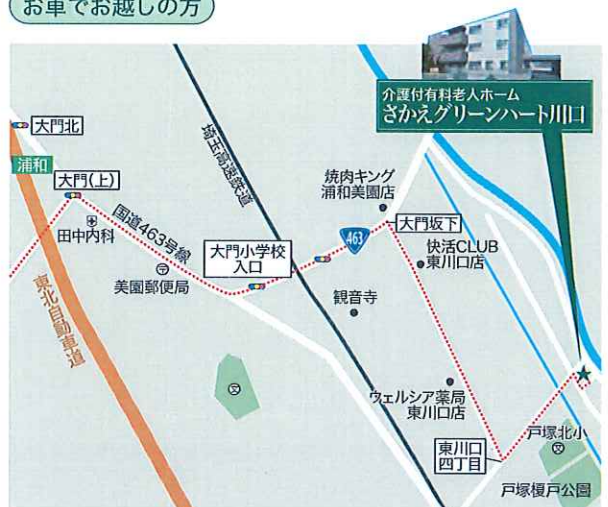 お車でお越しの方
介護付有料老人ホーム
さかえグリーンハート川口
大門北
浦和
大門(上)
田中内科
国道463号線
美園郵便局
東北自動車道
埼玉高速鉄道
大門小学校
入口
焼肉キング
浦和美園店
463
大門坂下
快活CLUB
東川口店
観音寺
ウェルシア薬局
東川口店
東川口
四丁目
戸塚北小
戸塚榎戸公園
文
文